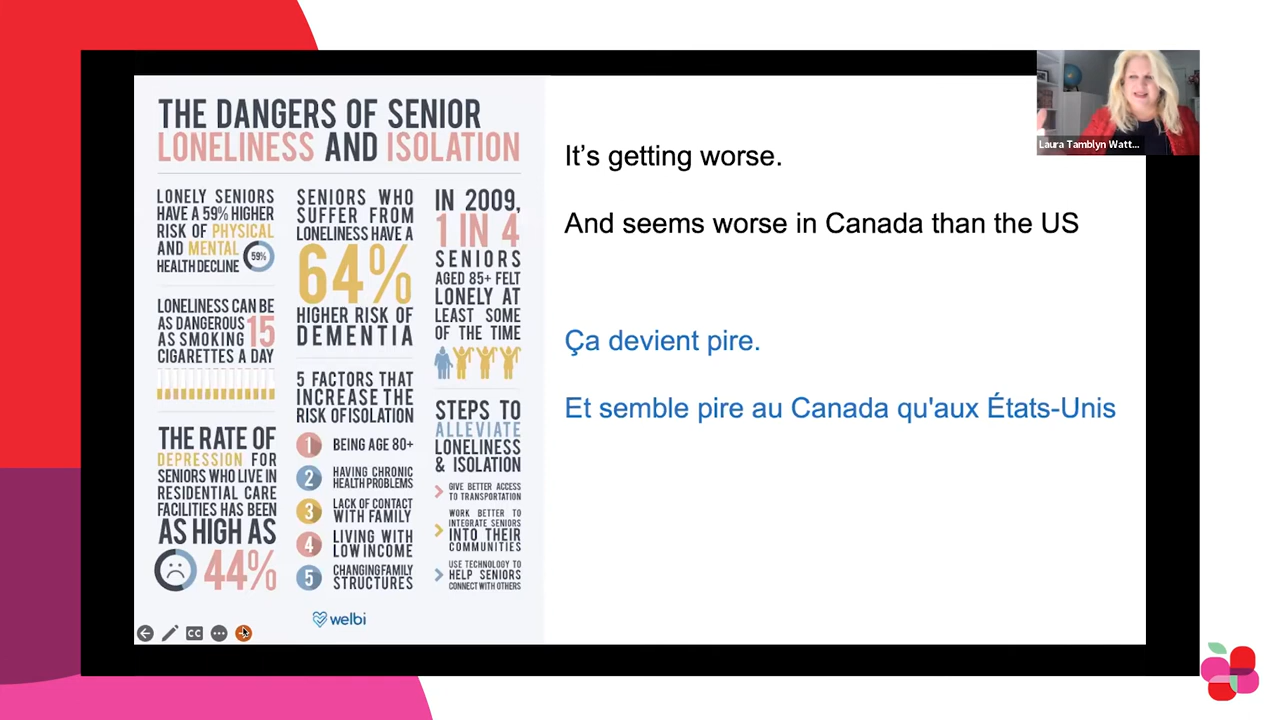 THE DANGERS OF SENIOR
LONELINESS AND ISOLATION
LONELY SENIORS
HAVE A 59% HIGHER
RISK OF PHYSICAL
AND MENTAL
HEALTH DECLINE
59%
LONELINESS CAN BE
AS DANGEROUS
AS SMOKING 15
CIGARETTES A DAY
THE RATE OF
DEPRESSION FOR
SENIORS WHO LIVE IN
RESIDENTIAL CARE
FACILITIES HAS BEEN
AS HIGH AS
44%
SENIORS WHO
SUFFER FROM
LONELINESS HAVE A
64%
HIGHER RISK OF
DEMENTIA
5 FACTORS THAT
INCREASE THE
RISK OF ISOLATION
1 BEING AGE 80+
2 HAVING CHRONIC
HEALTH PROBLEMS
3 LACK OF CONTACT
WITH FAMILY
4 LIVING WITH
LOW INCOME
5 CHANGING FAMILY
STRUCTURES
IN 2009,
1 IN 4
SENIORS
AGED 85+ FELT
LONELY AT
LEAST SOME
OF THE TIME
STEPS TO
ALLEVIATE
LONELINESS
& ISOLATION
GIVE BETTER ACCESS
TO TRANSPORTATION
WORK BETTER TO
INTEGRATE SENIORS
INTO THEIR
COMMUNITIES
USE TECHNOLOGY TO
HELP SENIORS
CONNECT WITH OTHERS
welbi
CC
It’s getting worse.
And seems worse in Canada than the US
Ça devient pire.
Et semble pire au Canada qu'aux États-Unis
Laura Tamblyn Watt...